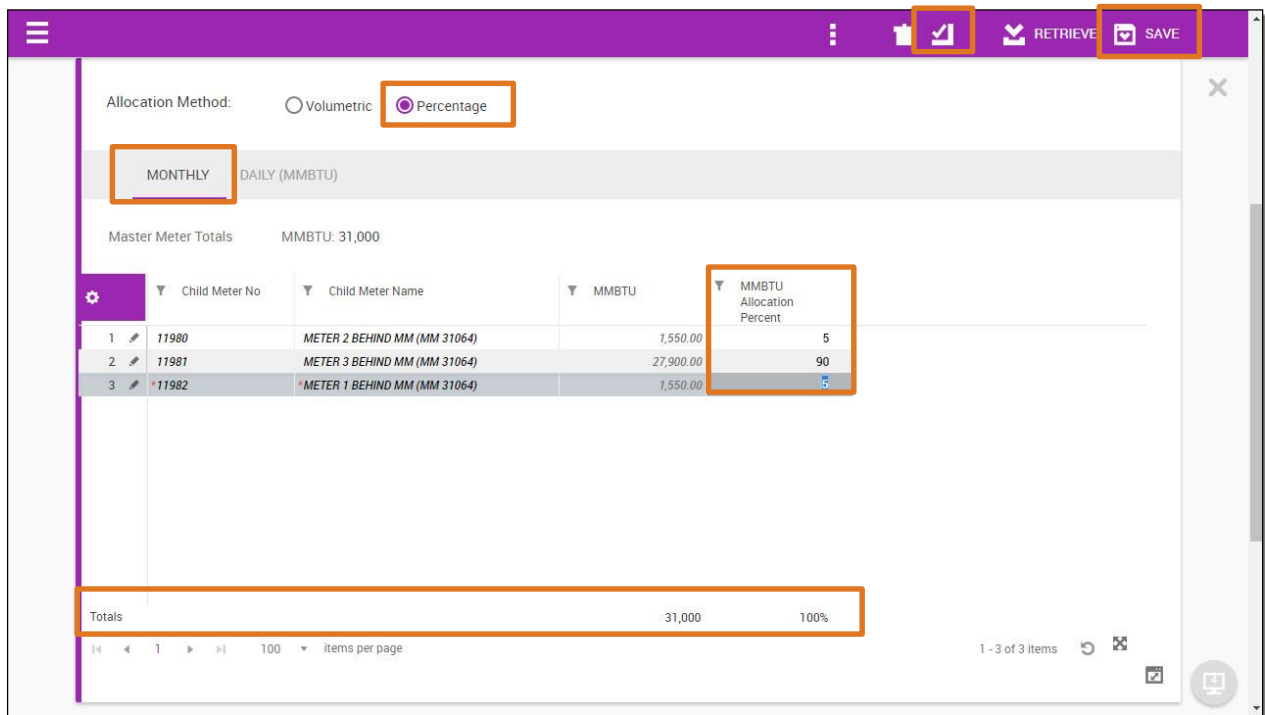 RETRIEVE SAVE
Allocation Method: Volumetric Percentage
MONTHLY DAILY (MMBTU)
Master Meter Totals MMBTU: 31,000
Child Meter No Child Meter Name MMBTU MMBTU
Allocation
Percent
1 11980 METER 2 BEHIND MM (MM 31064) 1,550.00 5
2 11981 METER 3 BEHIND MM (MM 31064) 27,900.00 90
3 *11982 *METER 1 BEHIND MM (MM 31064) 1,550.00 5
Totals 31,000 100%
1 100 items per page 1 - 3 of 3 items
4